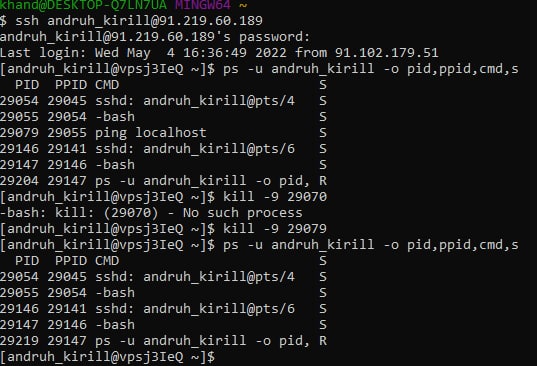 khand@DESKTOP-Q7LN7UA MINGW64 ~
$ ssh andruh_kirill@91.219.60.189
andruh_kirill@91.219.60.189's password:
Last login: Wed May  4 16:36:49 2022 from 91.102.179.51
[andruh_kirill@vpsj3IeQ ~]$ ps -u andruh_kirill -o pid,ppid,cmd,s
  PID  PPID CMD                         S
29054 29045 sshd: andruh_kirill@pts/4   S
29055 29054 -bash                       S
29079 29055 ping localhost              S
29146 29141 sshd: andruh_kirill@pts/6   S
29147 29146 -bash                       S
29204 29147 ps -u andruh_kirill -o pid, R
[andruh_kirill@vpsj3IeQ ~]$ kill -9 29070
-bash: kill: (29070) - No such process
[andruh_kirill@vpsj3IeQ ~]$ kill -9 29079
[andruh_kirill@vpsj3IeQ ~]$ ps -u andruh_kirill -o pid,ppid,cmd,s
  PID  PPID CMD                         S
29054 29045 sshd: andruh_kirill@pts/4   S
29055 29054 -bash                       S
29146 29141 sshd: andruh_kirill@pts/6   S
29147 29146 -bash                       S
29219 29147 ps -u andruh_kirill -o pid, R
[andruh_kirill@vpsj3IeQ ~]$